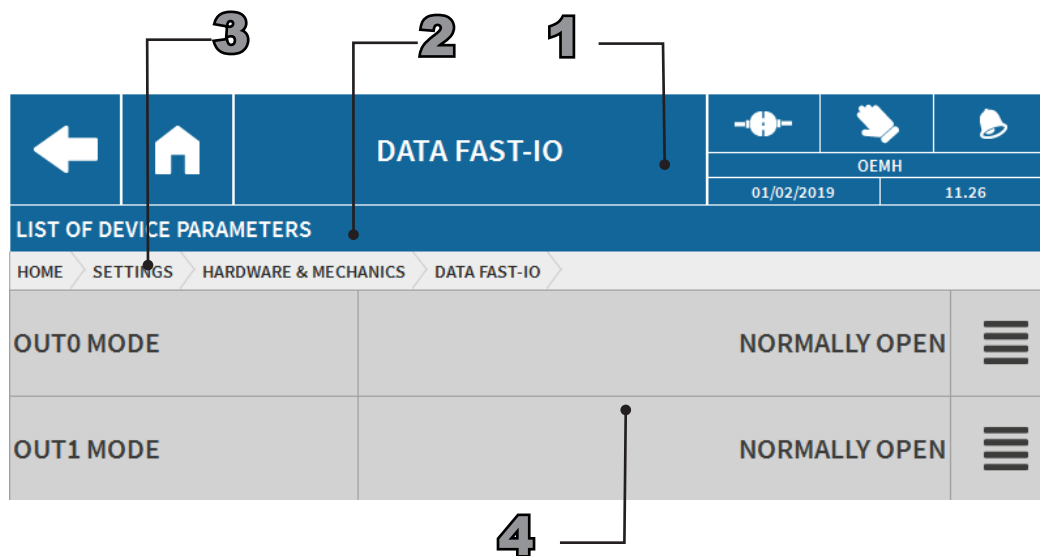 3 2 1
DATA FAST-IO
OEMH
01/02/2019 11.26
LIST OF DEVICE PARAMETERS
HOME SETTINGS HARDWARE & MECHANICS DATA FAST-IO
OUT0 MODE NORMALLY OPEN
OUT1 MODE NORMALLY OPEN
4